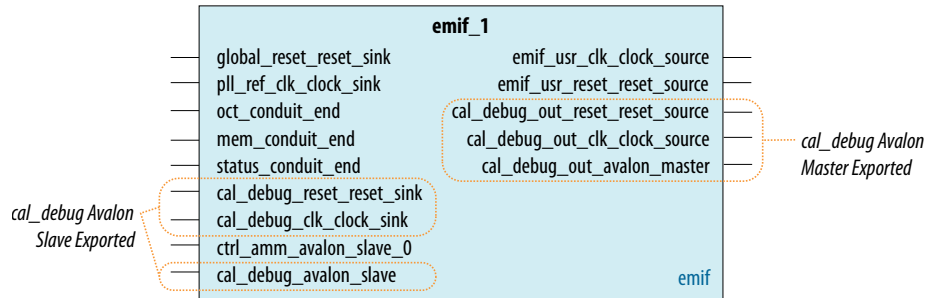 emif_1
global_reset_reset_sink
pll_ref_clk_clock_sink
oct_conduit_end
mem_conduit_end
status_conduit_end
cal_debug_reset_reset_sink
cal_debug_clk_clock_sink
ctrl_amm_avalon_slave_0
cal_debug_avalon_slave
emif_usr_clk_clock_source
emif_usr_reset_reset_source
cal_debug_out_reset_reset_source
cal_debug_out_clk_clock_source
cal_debug_out_avalon_master
emif
cal_debug Avalon
Slave Exported
cal_debug Avalon
Master Exported